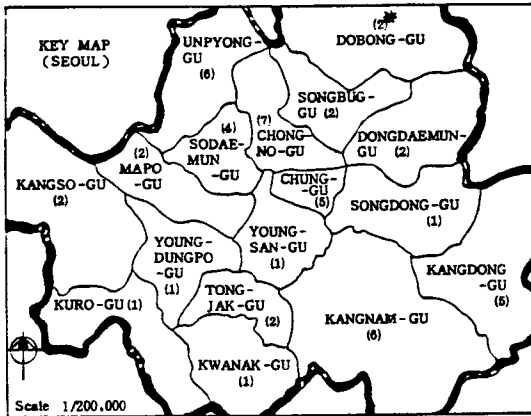 KEY MAP
(SEOUL)
UNPYONG-
GU
(6)
(2)
DOBONG-GU
SONGBUG-
GU
(2)
DONGDAEMUN-
GU
(2)
(7)
CHONG
NO-GU
(4)
SODAE-
MUN
-GU
(2)
MAPO
-GU
KANGSO-GU
(2)
CHUNG-
GU
(5)
SONGDONG-GU
(1)
YOUNG-
DUNGPO
-GU
(1)
YOUNG-
SAN-GU
(1)
KANGDONG
-GU
(5)
TONG-
JAK-GU
(2)
KURO-GU (1)
KANGNAM-GU
(6)
KWANAK-GU
(1)
Scale 1/200,000